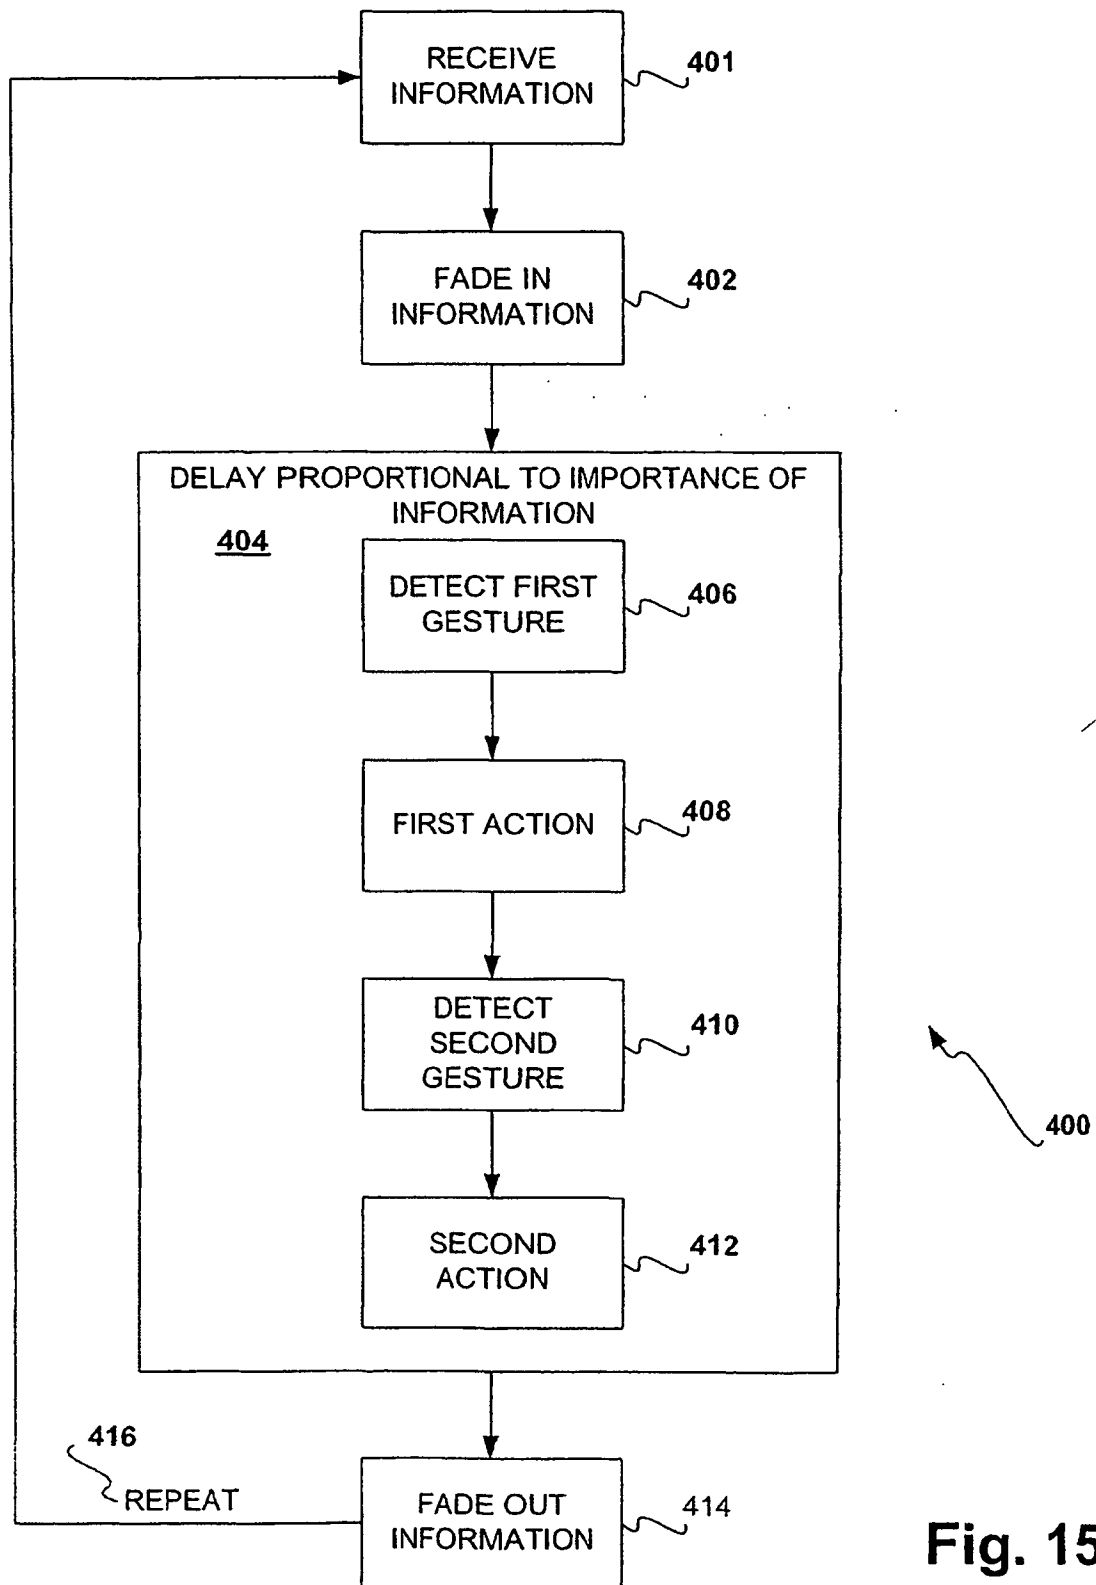 RECEIVE
INFORMATION
401
FADE IN
INFORMATION
402
DELAY PROPORTIONAL TO IMPORTANCE OF
INFORMATION
404
DETECT FIRST
GESTURE
406
FIRST ACTION
408
DETECT
SECOND
GESTURE
410
400
SECOND
ACTION
412
416
REPEAT
FADE OUT
INFORMATION
414
Fig. 15